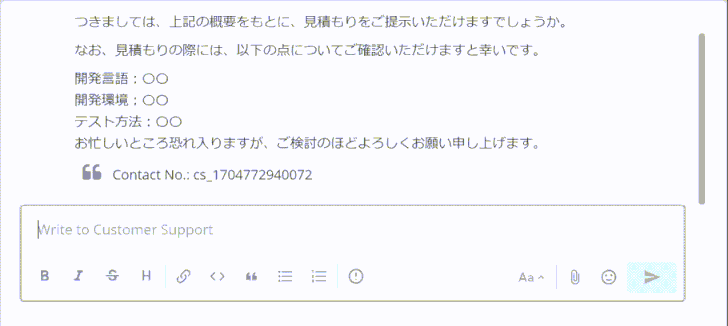 つきましては、上記の概要をもとに、見積もりをご提示いただけますでしょうか。
なお、見積もりの際には、以下の点についてご確認いただけますと幸いです。
開発言語：〇〇
開発環境：〇〇
テスト方法：〇〇
お忙しいところ恐れ入りますが、ご検討のほどよろしくお願い申し上げます。
Contact No.: cs_1704772940072
Write to Customer Support
B I S H Aa